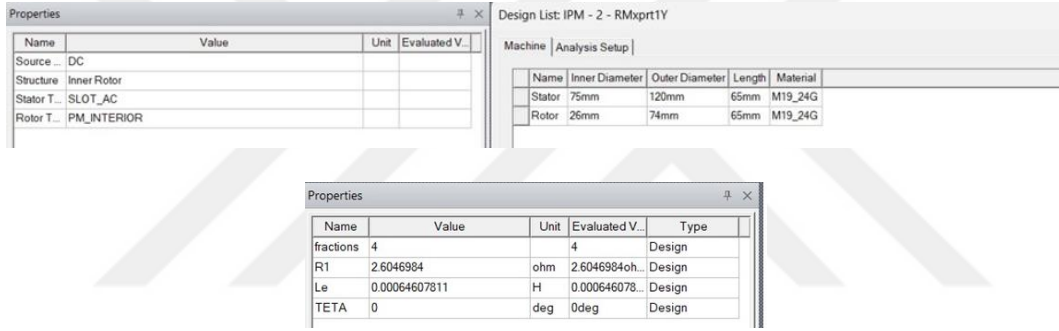 Properties
Name Value Unit Evaluated V...
Source ... DC
Structure Inner Rotor
Stator T... SLOT_AC
Rotor T... PM_INTERIOR
Design List: IPM - 2 - RMxprt1Y
Machine Analysis Setup
Name Inner Diameter Outer Diameter Length Material
Stator 75mm 120mm 65mm M19_24G
Rotor 26mm 74mm 65mm M19_24G
Properties
Name Value Unit Evaluated V... Type
fractions 4 4 Design
R1 2.6046984 ohm 2.6046984oh... Design
Le 0.00064607811 H 0.000646078... Design
TETA 0 deg 0deg Design